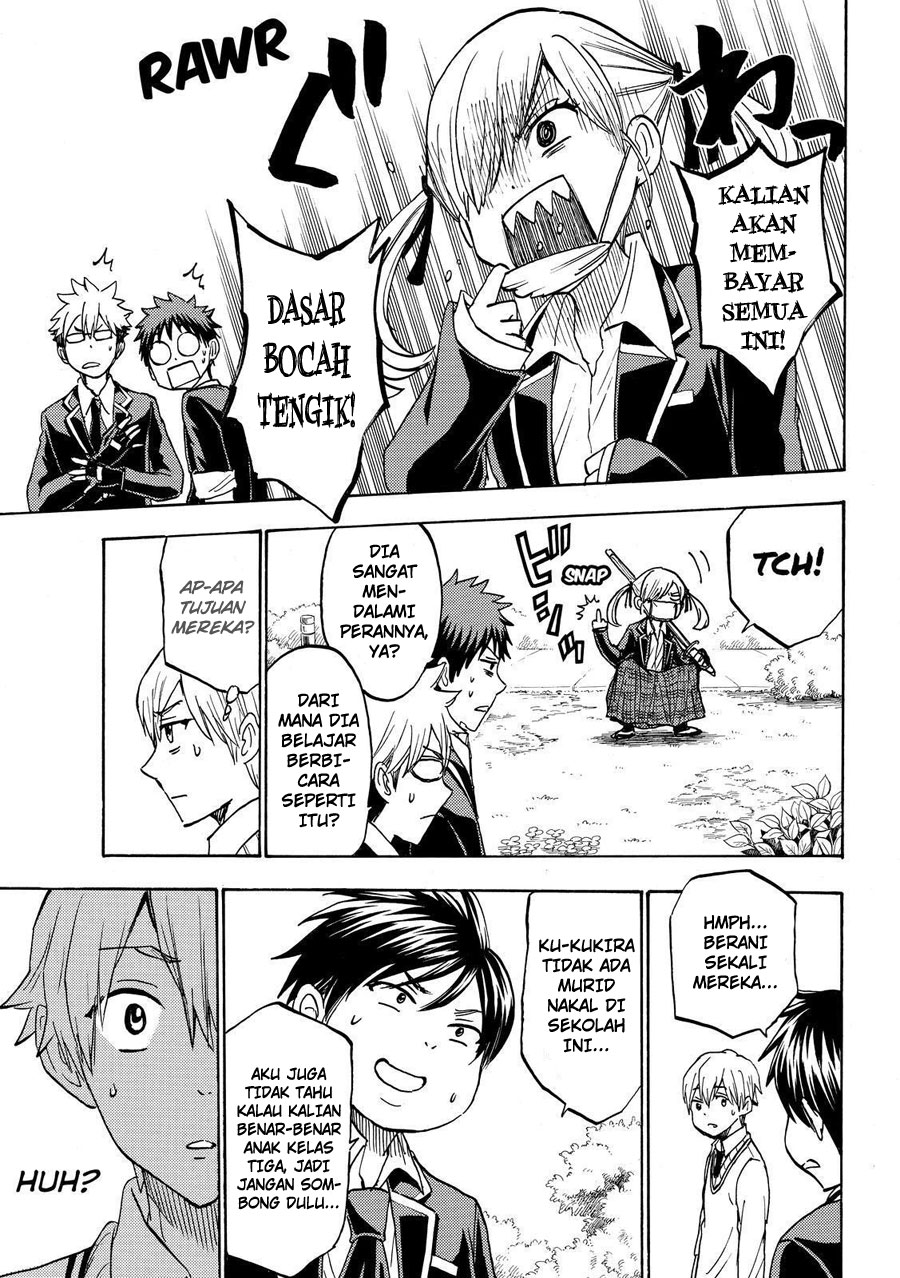 RAWR
ぐ
わっ
KALIAN
AKAN
MEM-
BAYAR
SEMUA
INI!
DASAR
BOCAH
TENGIK!
TCH!
ビシッ
SNAP
DIA
SANGAT
MEN-
DALAMI
PERANNYA,
YA?
DARI
MANA DIA
BELAJAR
BERBI-
CARA
SEPERTI
ITU?
AP-APA
TUJUAN
MEREKA?
HMPH...
BERANI
SEKALI
MEREKA...
KU-KUKIRA
TIDAK ADA
MURID
NAKAL DI
SEKOLAH
INI...
AKU JUGA
TIDAK TAHU
KALAU KALIAN
BENAR-BENAR
ANAK KELAS
TIGA, JADI
JANGAN SOM-
BONG DULU...
HUH?